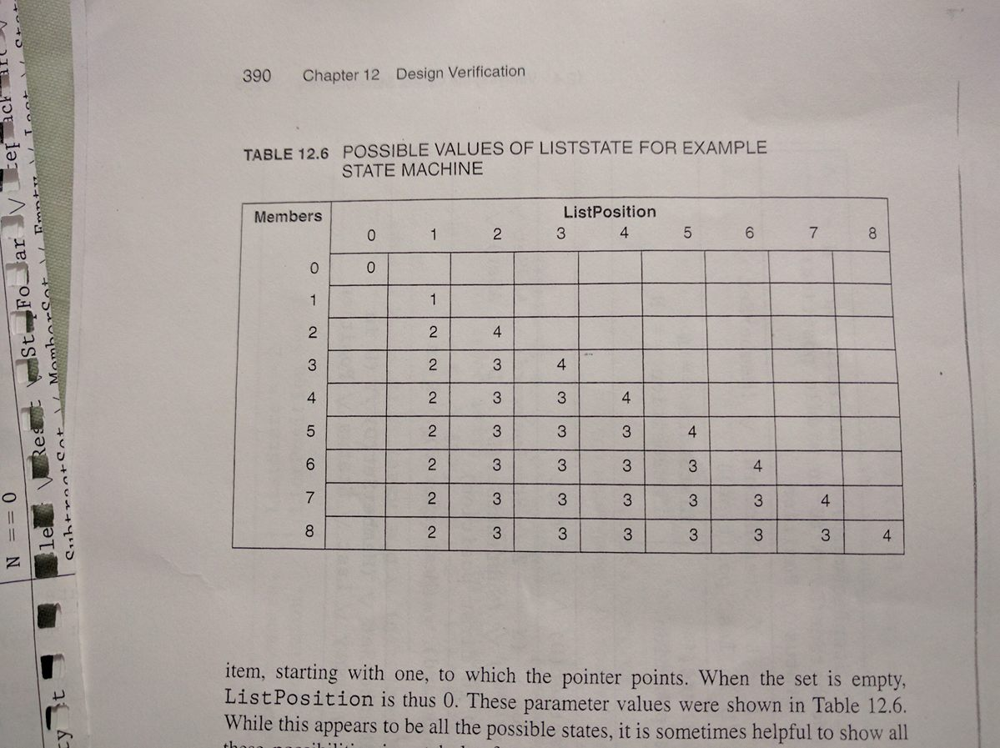 390 Chapter 12 Design Verification
TABLE 12.6 POSSIBLE VALUES OF LISTSTATE FOR EXAMPLE
STATE MACHINE
Members ListPosition
0 1 2 3 4 5 6 7 8
0 0
1 1
2 2 4
3 2 3 4
4 2 3 3 4
5 2 3 3 3 4
6 2 3 3 3 3 4
7 2 3 3 3 3 3 4
8 2 3 3 3 3 3 3 4
item, starting with one, to which the pointer points. When the set is empty,
ListPosition is thus 0. These parameter values were shown in Table 12.6.
While this appears to be all the possible states, it is sometimes helpful to show all
N == 0